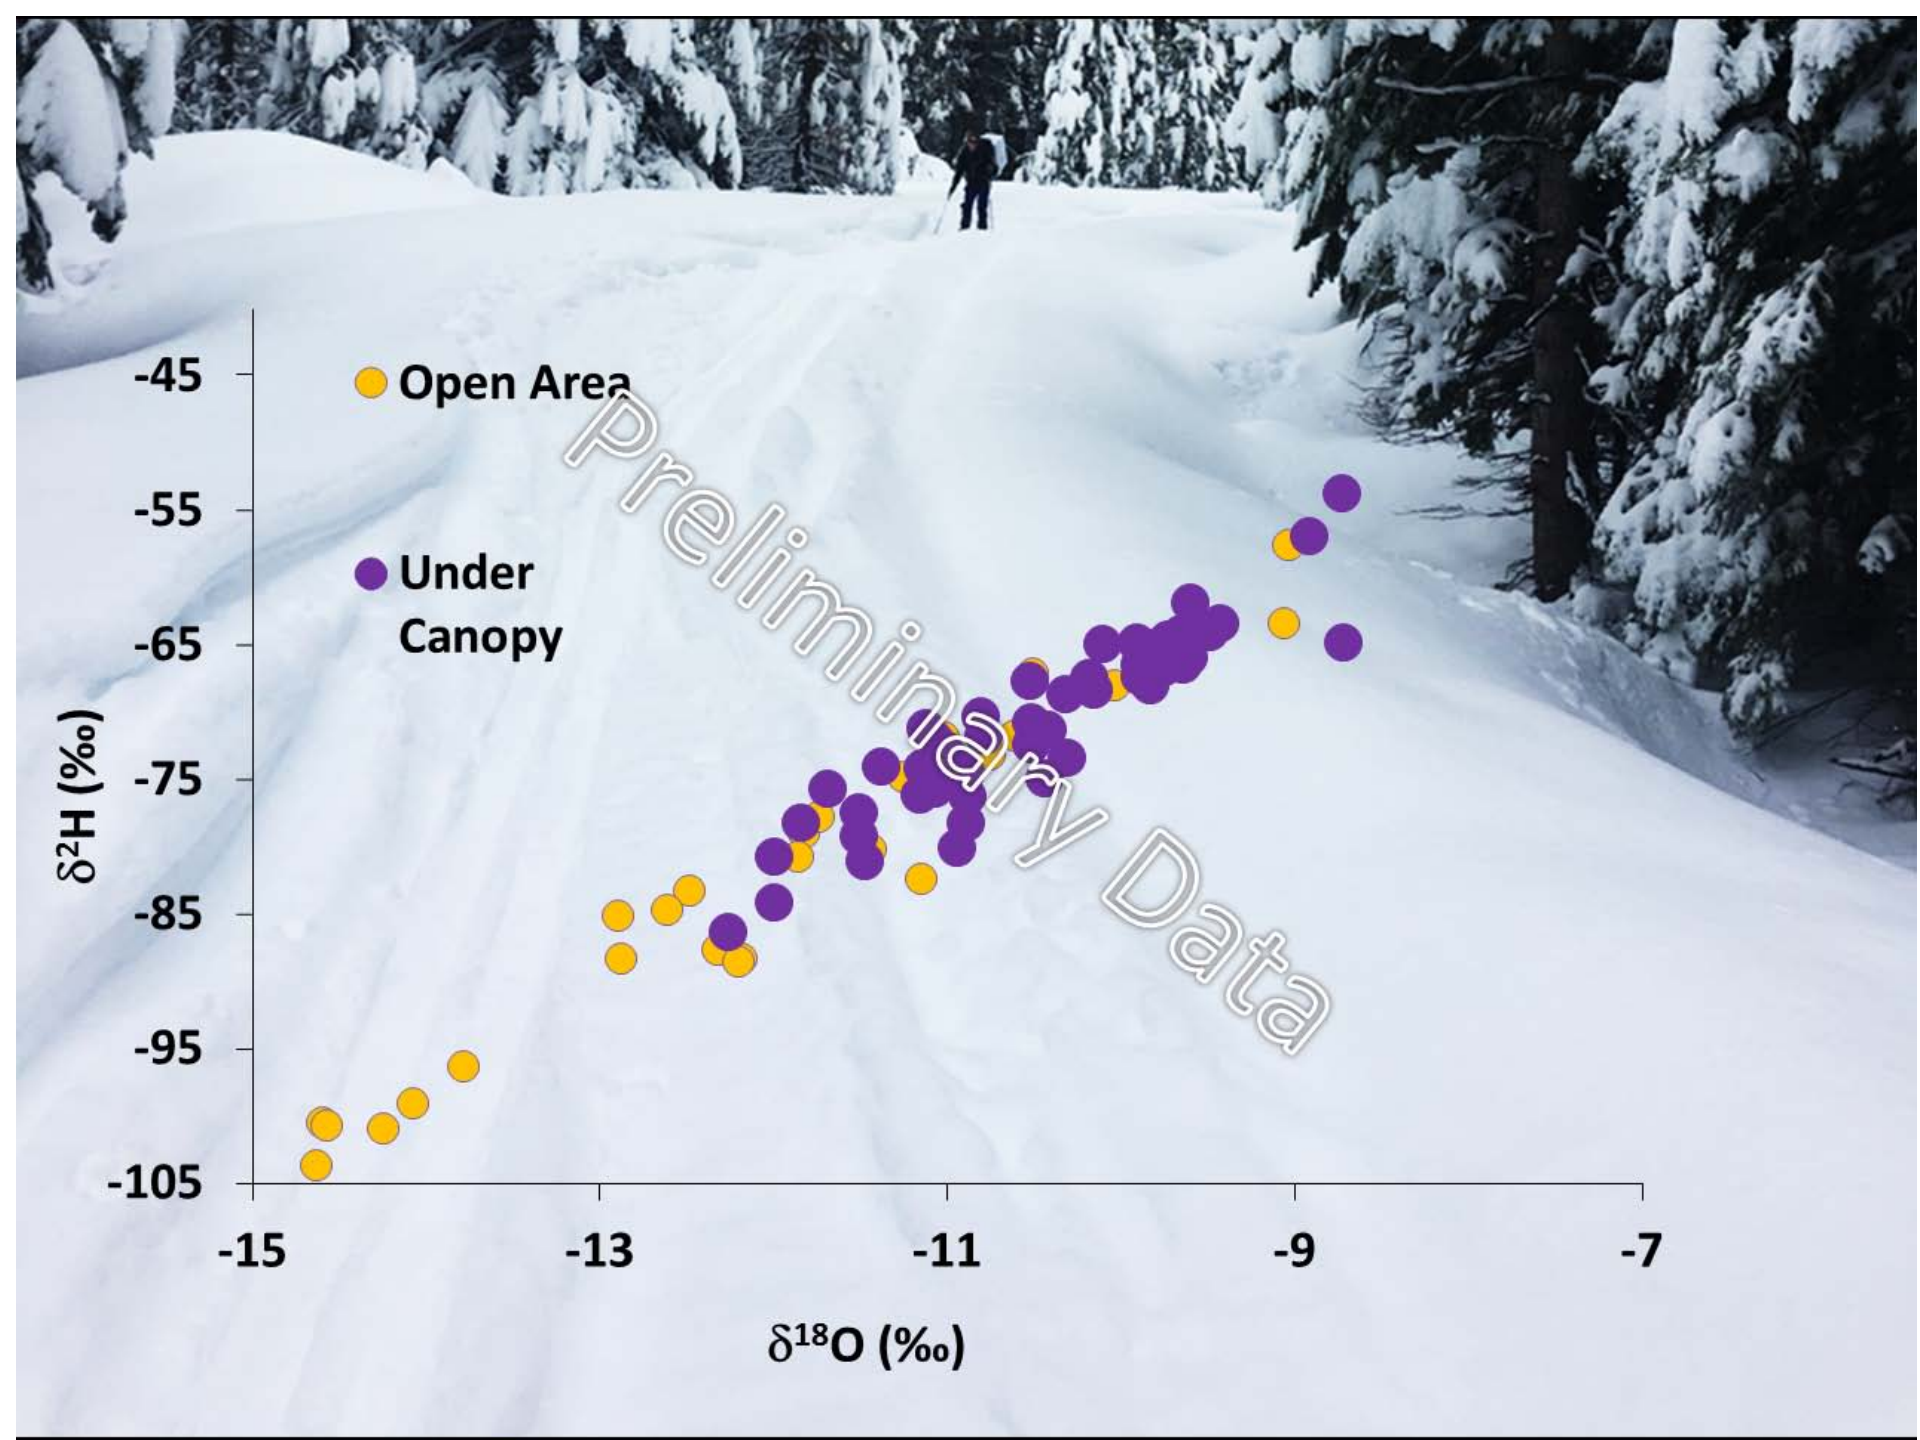 -45
Open Area
Preliminary Data
-55
Under
Canopy
-65
-75
δ²H (‰)
-85
-95
-105
-15 -13 -11 -9 -7
δ¹⁸O (‰)